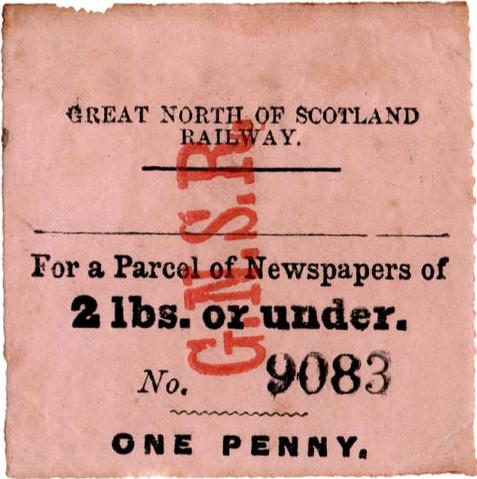 GREAT NORTH OF SCOTLAND
RAILWAY.
G.N.S.R.
For a Parcel of Newspapers of
2 lbs. or under.
No. 9083
ONE PENNY.